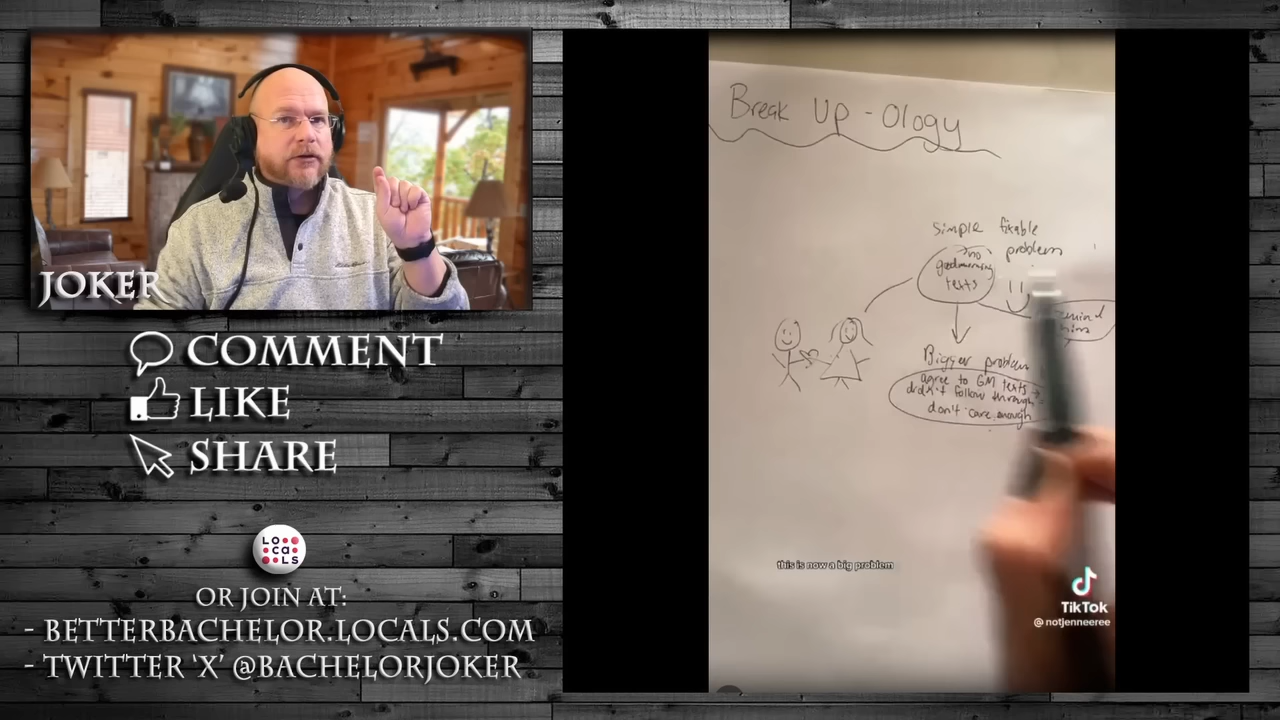 JOKER
COMMENT
LIKE
SHARE
LOCALS
OR JOIN AT:
- BETTERBACHELOR.LOCALS.COM
- TWITTER 'X' @BACHELORJOKER
Break Up - Ology
simple fixable
problem
no
goodmorning
texts
Bigger problem
agree to GM texts
didn't follow through
don't care enough
this is now a big problem
TikTok
@notjenneeree